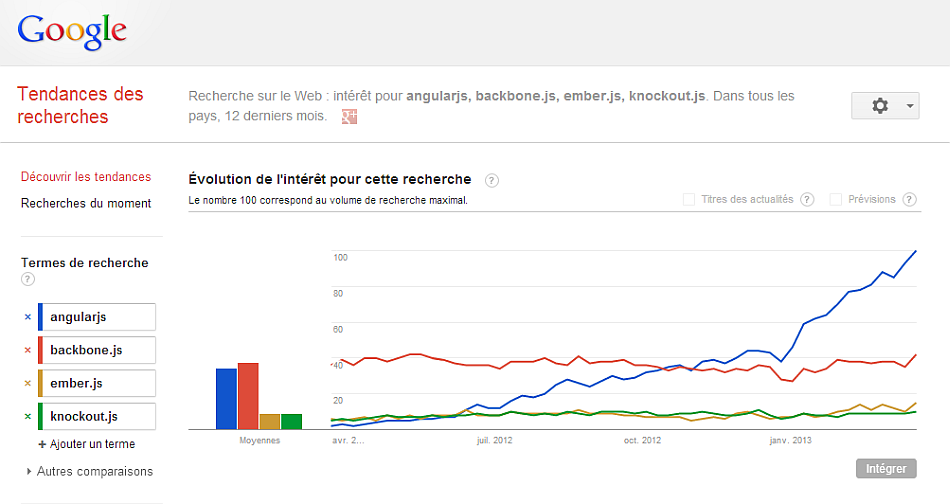 Google
Tendances des
recherches
Recherche sur le Web : intérêt pour angularjs, backbone.js, ember.js, knockout.js. Dans tous les
pays, 12 derniers mois.
Découvrir les tendances
Recherches du moment
Évolution de l'intérêt pour cette recherche ?
Le nombre 100 correspond au volume de recherche maximal.
Titres des actualités ? Prévisions ?
Termes de recherche
?
× angularjs
× backbone.js
× ember.js
× knockout.js
+ Ajouter un terme
Autres comparaisons
100
80
60
40
20
Moyennes avr. 2... juil. 2012 oct. 2012 janv. 2013
Intégrer